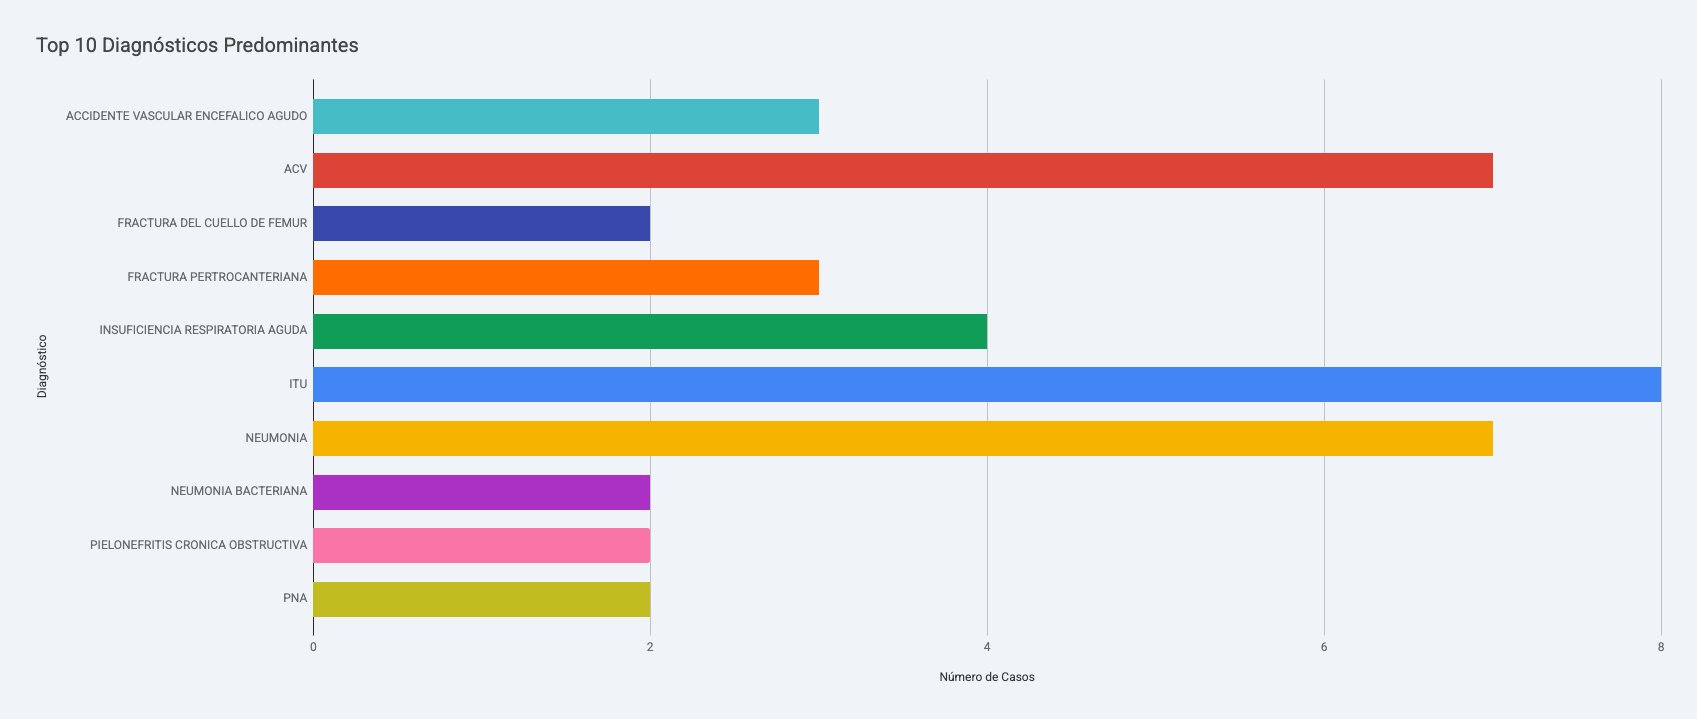 Top 10 Diagnósticos Predominantes
Diagnóstico
ACCIDENTE VASCULAR ENCEFALICO AGUDO
ACV
FRACTURA DEL CUELLO DE FEMUR
FRACTURA PERTROCANTERIANA
INSUFICIENCIA RESPIRATORIA AGUDA
ITU
NEUMONIA
NEUMONIA BACTERIANA
PIELONEFRITIS CRONICA OBSTRUCTIVA
PNA
0 2 4 6 8
Número de Casos